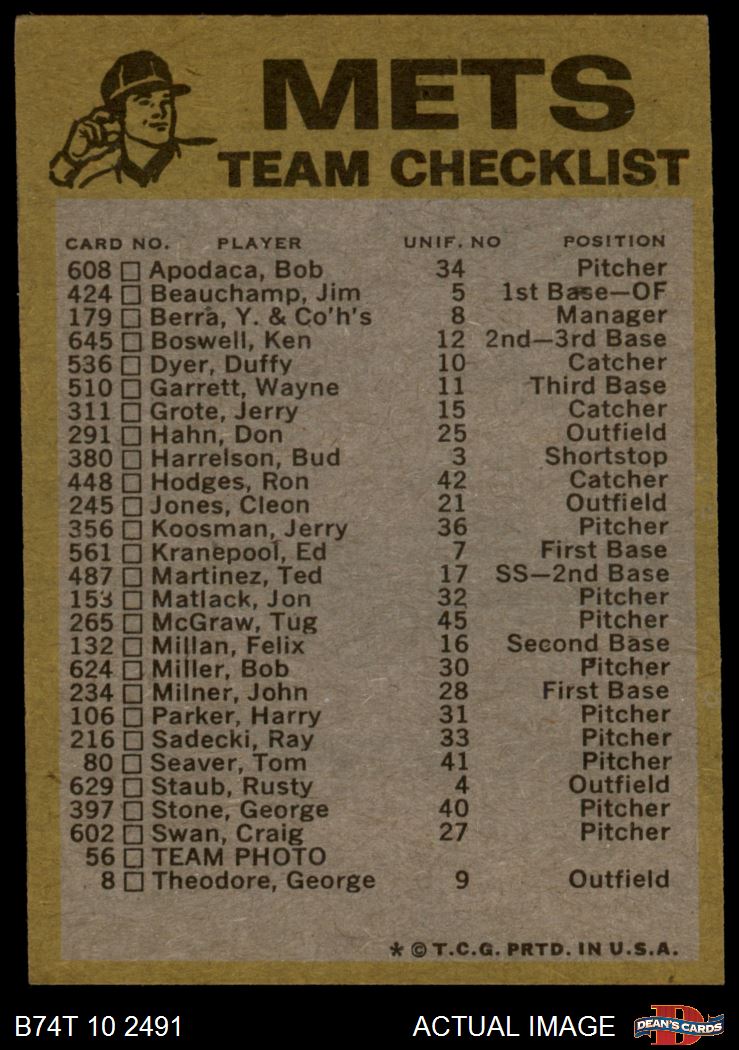 METS
TEAM CHECKLIST
CARD NO. PLAYER UNIF. NO POSITION
608 Apodaca, Bob 34 Pitcher
424 Beauchamp, Jim 5 1st Base—OF
179 Berra, Y. & Co'h's 8 Manager
645 Boswell, Ken 12 2nd—3rd Base
536 Dyer, Duffy 10 Catcher
510 Garrett, Wayne 11 Third Base
311 Grote, Jerry 15 Catcher
291 Hahn, Don 25 Outfield
380 Harrelson, Bud 3 Shortstop
448 Hodges, Ron 42 Catcher
245 Jones, Cleon 21 Outfield
356 Koosman, Jerry 36 Pitcher
561 Kranepool, Ed 7 First Base
487 Martinez, Ted 17 SS—2nd Base
153 Matlack, Jon 32 Pitcher
265 McGraw, Tug 45 Pitcher
132 Millan, Felix 16 Second Base
624 Miller, Bob 30 Pitcher
234 Milner, John 28 First Base
106 Parker, Harry 31 Pitcher
216 Sadecki, Ray 33 Pitcher
80 Seaver, Tom 41 Pitcher
629 Staub, Rusty 4 Outfield
397 Stone, George 40 Pitcher
602 Swan, Craig 27 Pitcher
56 TEAM PHOTO
8 Theodore, George 9 Outfield
* © T.C.G. PRTD. IN U.S.A.
B74T 10 2491 ACTUAL IMAGE DEAN'S CARDS